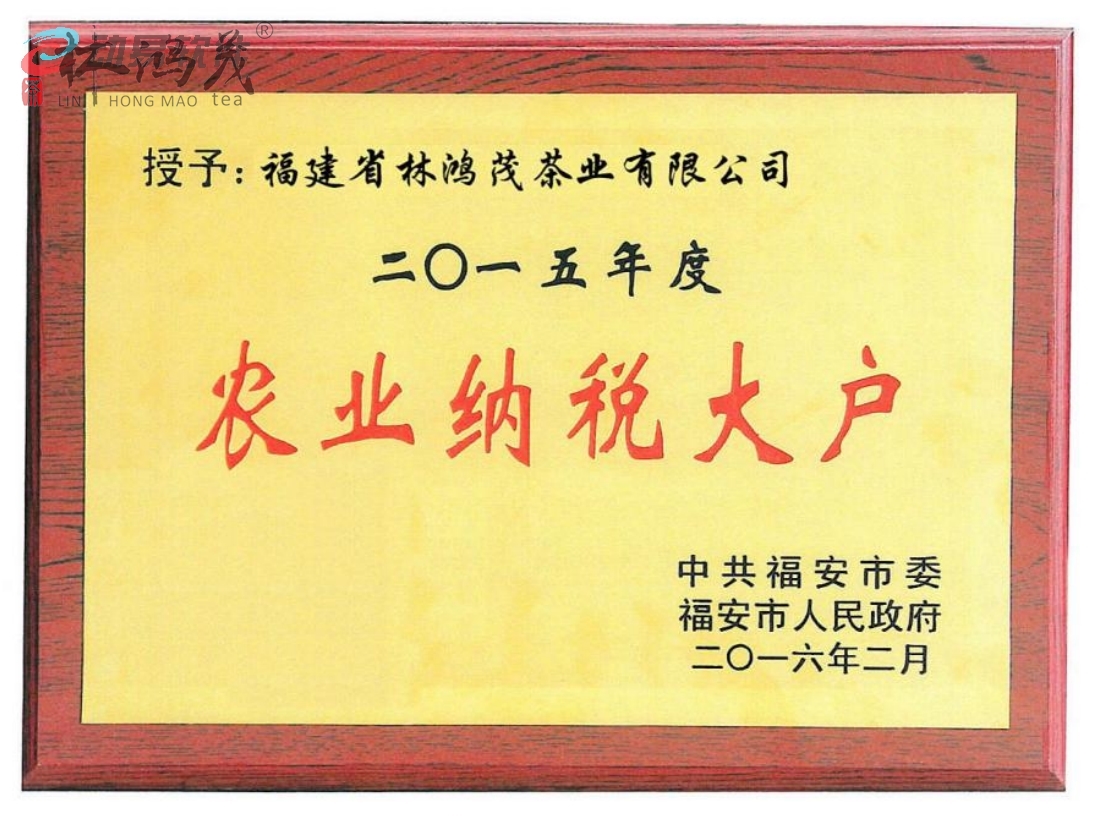 林鸿茂®
LIN HONG MAO tea
授予：福建省林鸿茂茶业有限公司
二〇一五年度
农业纳税大户
中共福安市委
福安市人民政府
二〇一六年二月